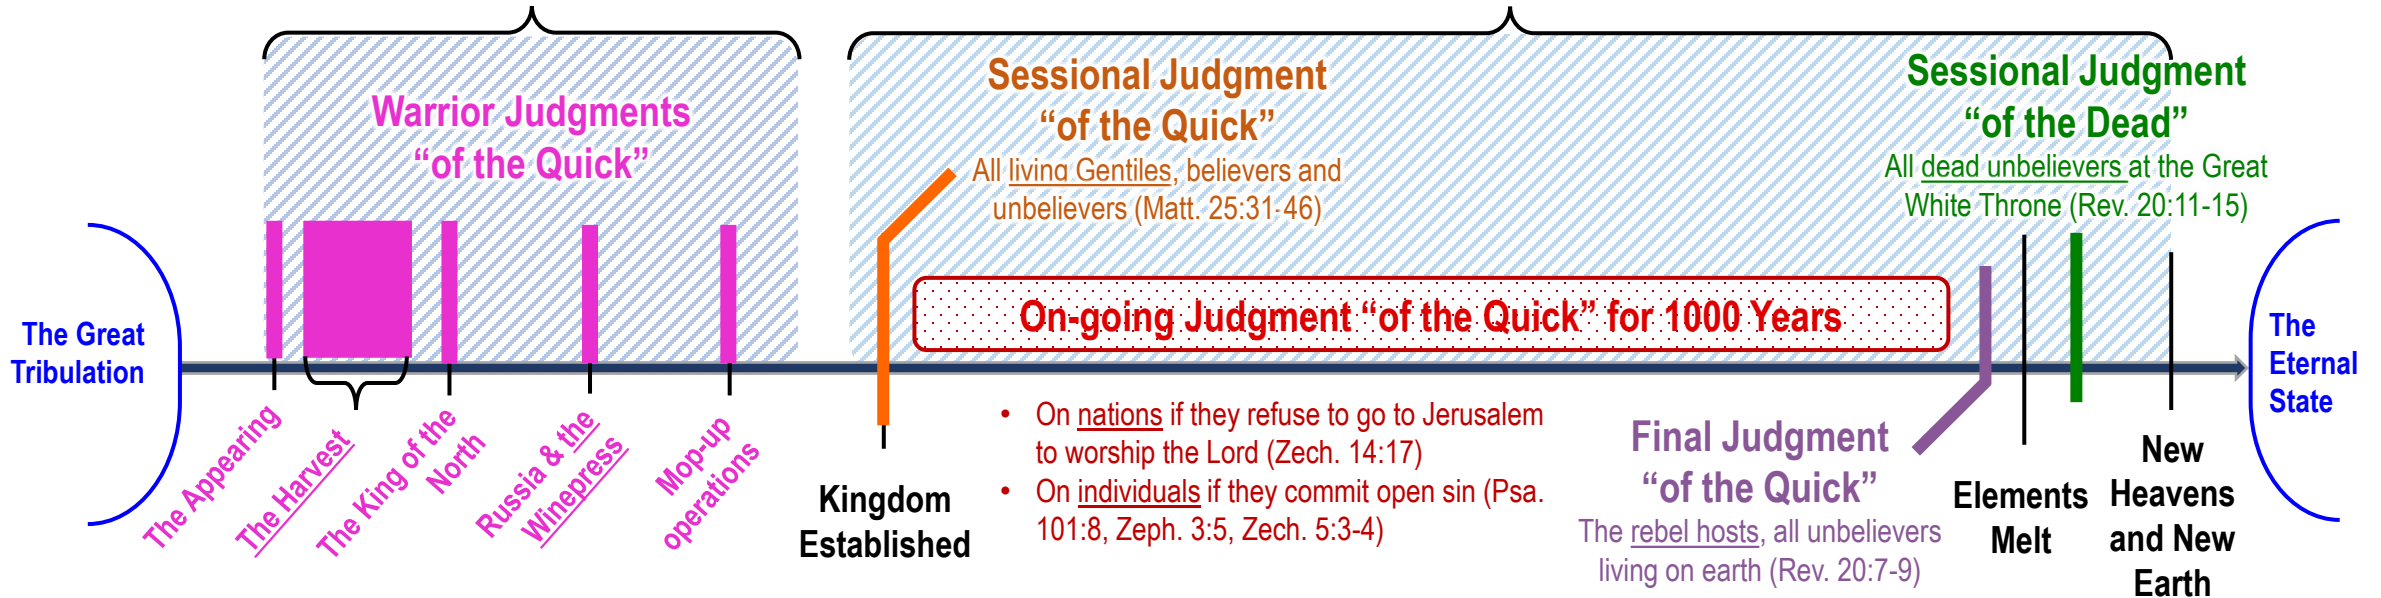 The Great
Tribulation
Warrior Judgments
“of the Quick”
The Appearing
The Harvest
The King of the
North
Russia & the
Winepress
Mop-up
operations
Kingdom
Established
Sessional Judgment
“of the Quick”
All living Gentiles, believers and
unbelievers (Matt. 25:31-46)
On-going Judgment “of the Quick” for 1000 Years
• On nations if they refuse to go to Jerusalem
to worship the Lord (Zech. 14:17)
• On individuals if they commit open sin (Psa.
101:8, Zeph. 3:5, Zech. 5:3-4)
Final Judgment
“of the Quick”
The rebel hosts, all unbelievers
living on earth (Rev. 20:7-9)
Sessional Judgment
“of the Dead”
All dead unbelievers at the Great
White Throne (Rev. 20:11-15)
Elements
Melt
New
Heavens
and New
Earth
The
Eternal
State